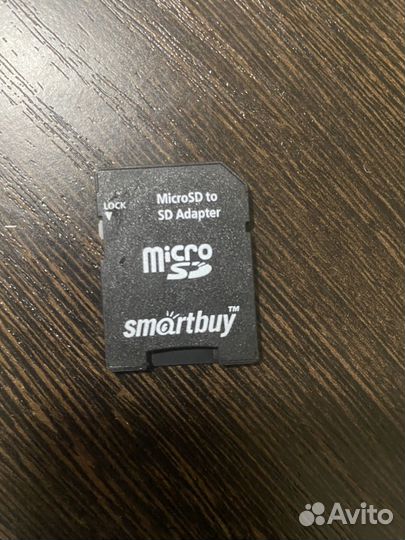 MicroSD to
SD Adapter
LOCK
micro
SD
smartbuy™
Avito